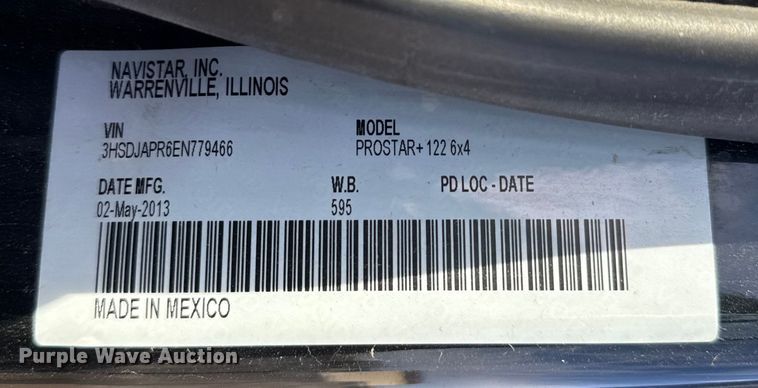 NAVISTAR, INC.
WARRENVILLE, ILLINOIS
VIN MODEL
3HSDJAPR6EN779466 PROSTAR+ 122 6x4
DATE MFG. W.B. PD LOC - DATE
02-May-2013 595
MADE IN MEXICO
Purple Wave Auction